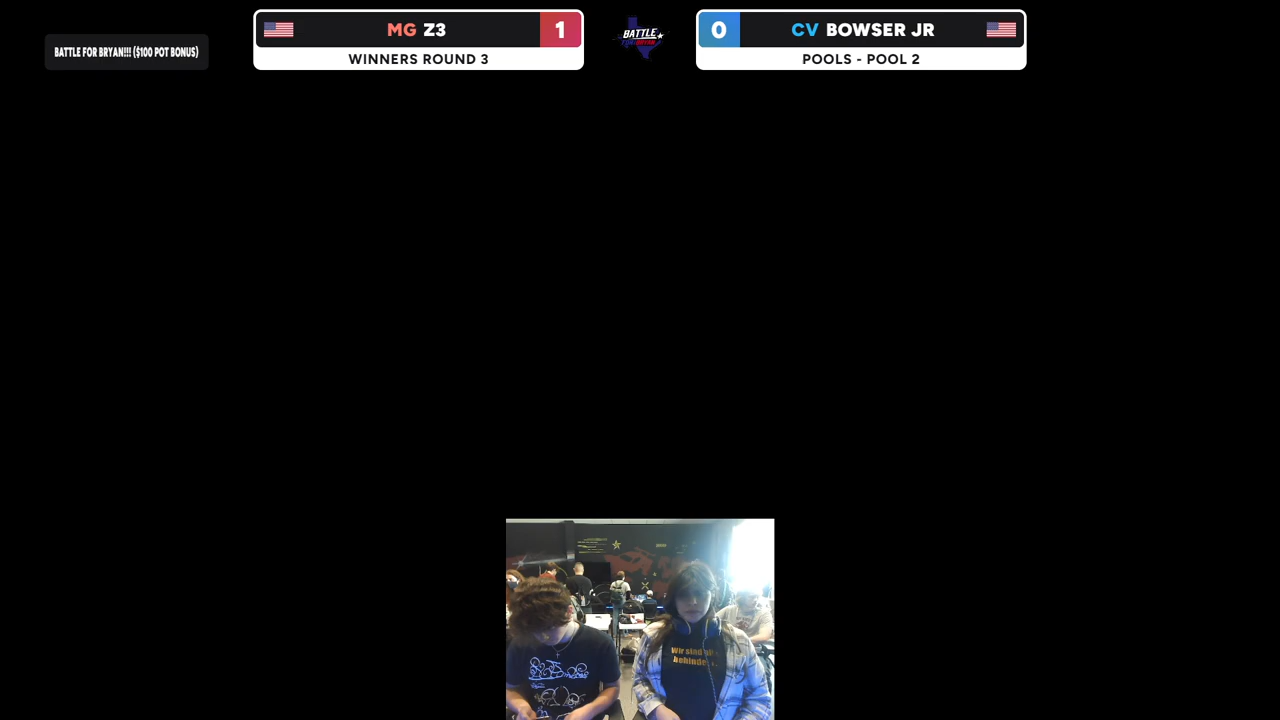 BATTLE FOR BRYAN!!! ($100 POT BONUS)
MG Z3 1
WINNERS ROUND 3
BATTLE
0 CV BOWSER JR
POOLS - POOL 2
Wir sind